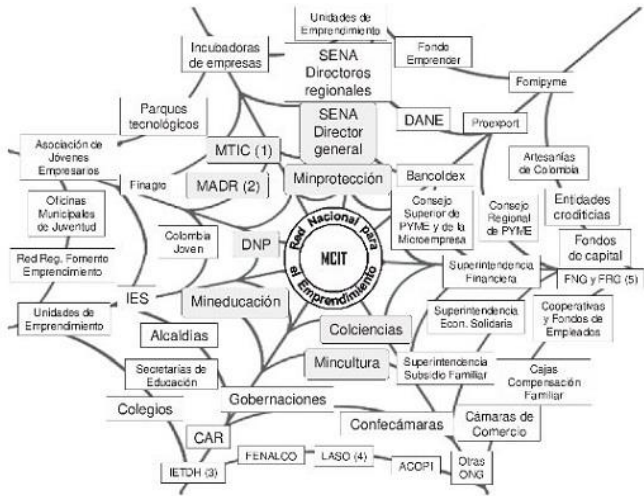 Unidades de
Emprendimiento
Incubadoras
de empresas
SENA
Directores
regionales
Fondo
Emprencer
Fomipyme
Parques
tecnológicos
SENA
Director
general
DANE
Proexport
Asociación de
Jóvenes
Empresarios
MTIC (1)
Finagro
MADR (2)
Minprotección
Bancoldex
Artesanías
de Colombia
Oficinas
Municipales
de Juventud
Colombia
Joven
DNP
Red Nacional para
el Emprendimiento
MCIT
Consejo
Superior de
PYME y de la
Microempresa
Consejo
Regional
de PYME
Entidades
croditicias
Fondos
de capital
Red Reg. Fomento
Emprendimiento
Superintendencia
Financiera
FNG y FRG (5)
Unidades de
Emprendimiento
IES
Mineducación
Superintendencia
Econ. Solidaria
Cooperativas
y Fondos de
Empleados
Alcaldías
Colciencias
Mincultura
Superintendencia
Subsidio Familiar
Cajas
Compensación
Familiar
Secretarías de
Educación
Colegios
Gobernaciones
Confecámaras
Cámaras de
Comercio
CAR
IETDH (3)
FENALCO
LASO (4)
ACOPI
Otras
ONG